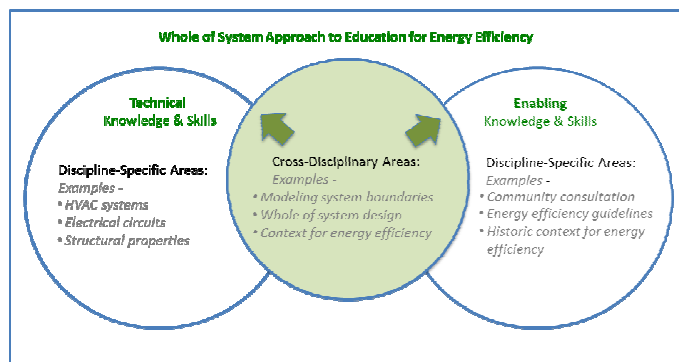 Whole of System Approach to Education for Energy Efficiency
Technical
Knowledge & Skills
Discipline-Specific Areas:
Examples -
• HVAC systems
• Electrical circuits
• Structural properties
Cross-Disciplinary Areas:
Examples -
• Modeling system boundaries
• Whole of system design
• Context for energy efficiency
Enabling
Knowledge & Skills
Discipline-Specific Areas:
Examples -
• Community consultation
• Energy efficiency guidelines
• Historic context for energy
efficiency